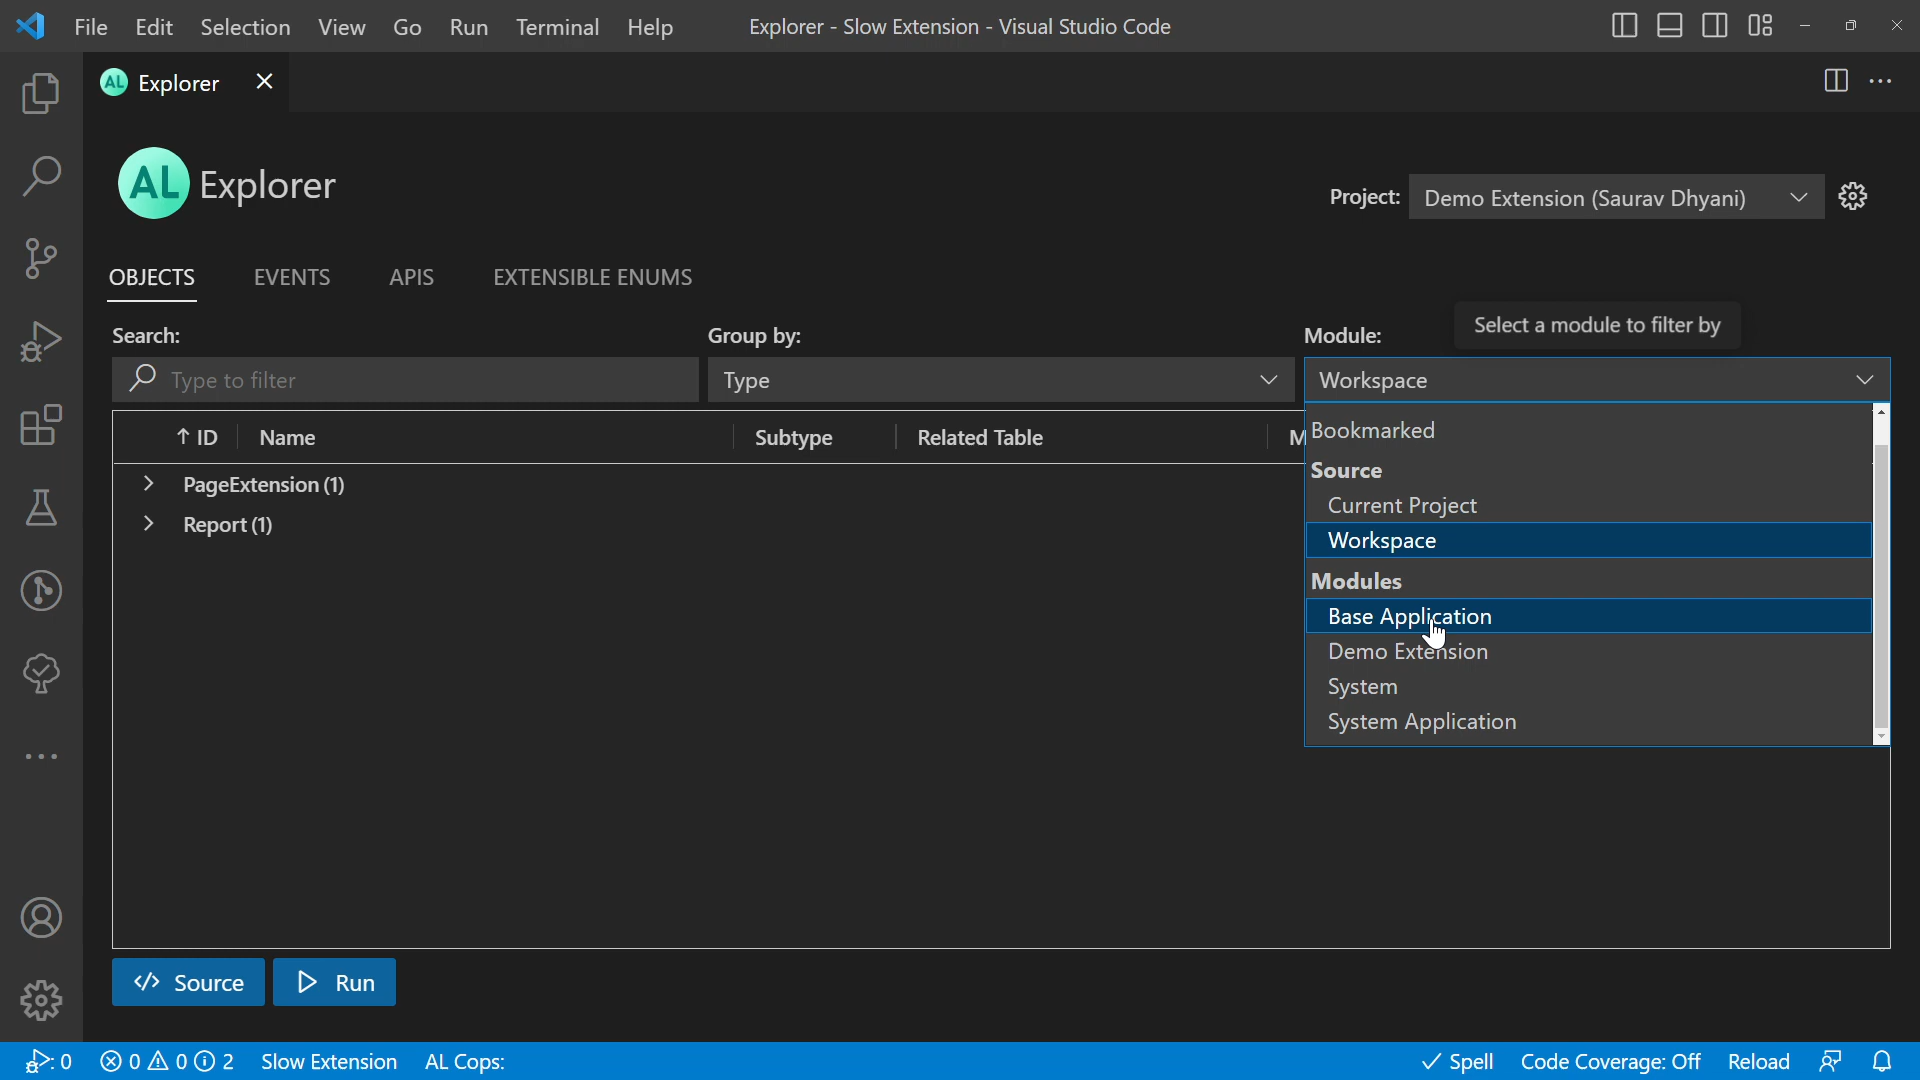 File Edit Selection View Go Run Terminal Help Explorer - Slow Extension - Visual Studio Code
AL Explorer
AL Explorer
Project: Demo Extension (Saurav Dhyani)
OBJECTS EVENTS APIS EXTENSIBLE ENUMS
Select a module to filter by
Search: Group by: Module:
Type to filter Type Workspace
ID Name Subtype Related Table M
Bookmarked
Source
PageExtension (1)
Current Project
Report (1)
Workspace
Modules
Base Application
Demo Extension
System
System Application
Source Run
: 0 0 0 2 Slow Extension AL Cops: Spell Code Coverage: Off Reload